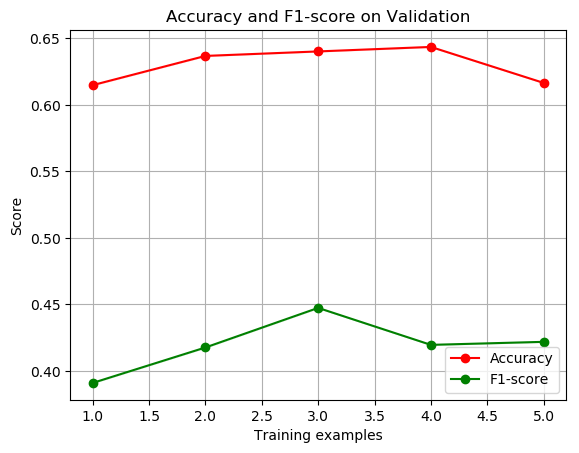 Accuracy and F1-score on Validation
0.65
0.60
0.55
0.50
0.45
0.40
Score
1.0 1.5 2.0 2.5 3.0 3.5 4.0 4.5 5.0
Training examples
Accuracy
F1-score